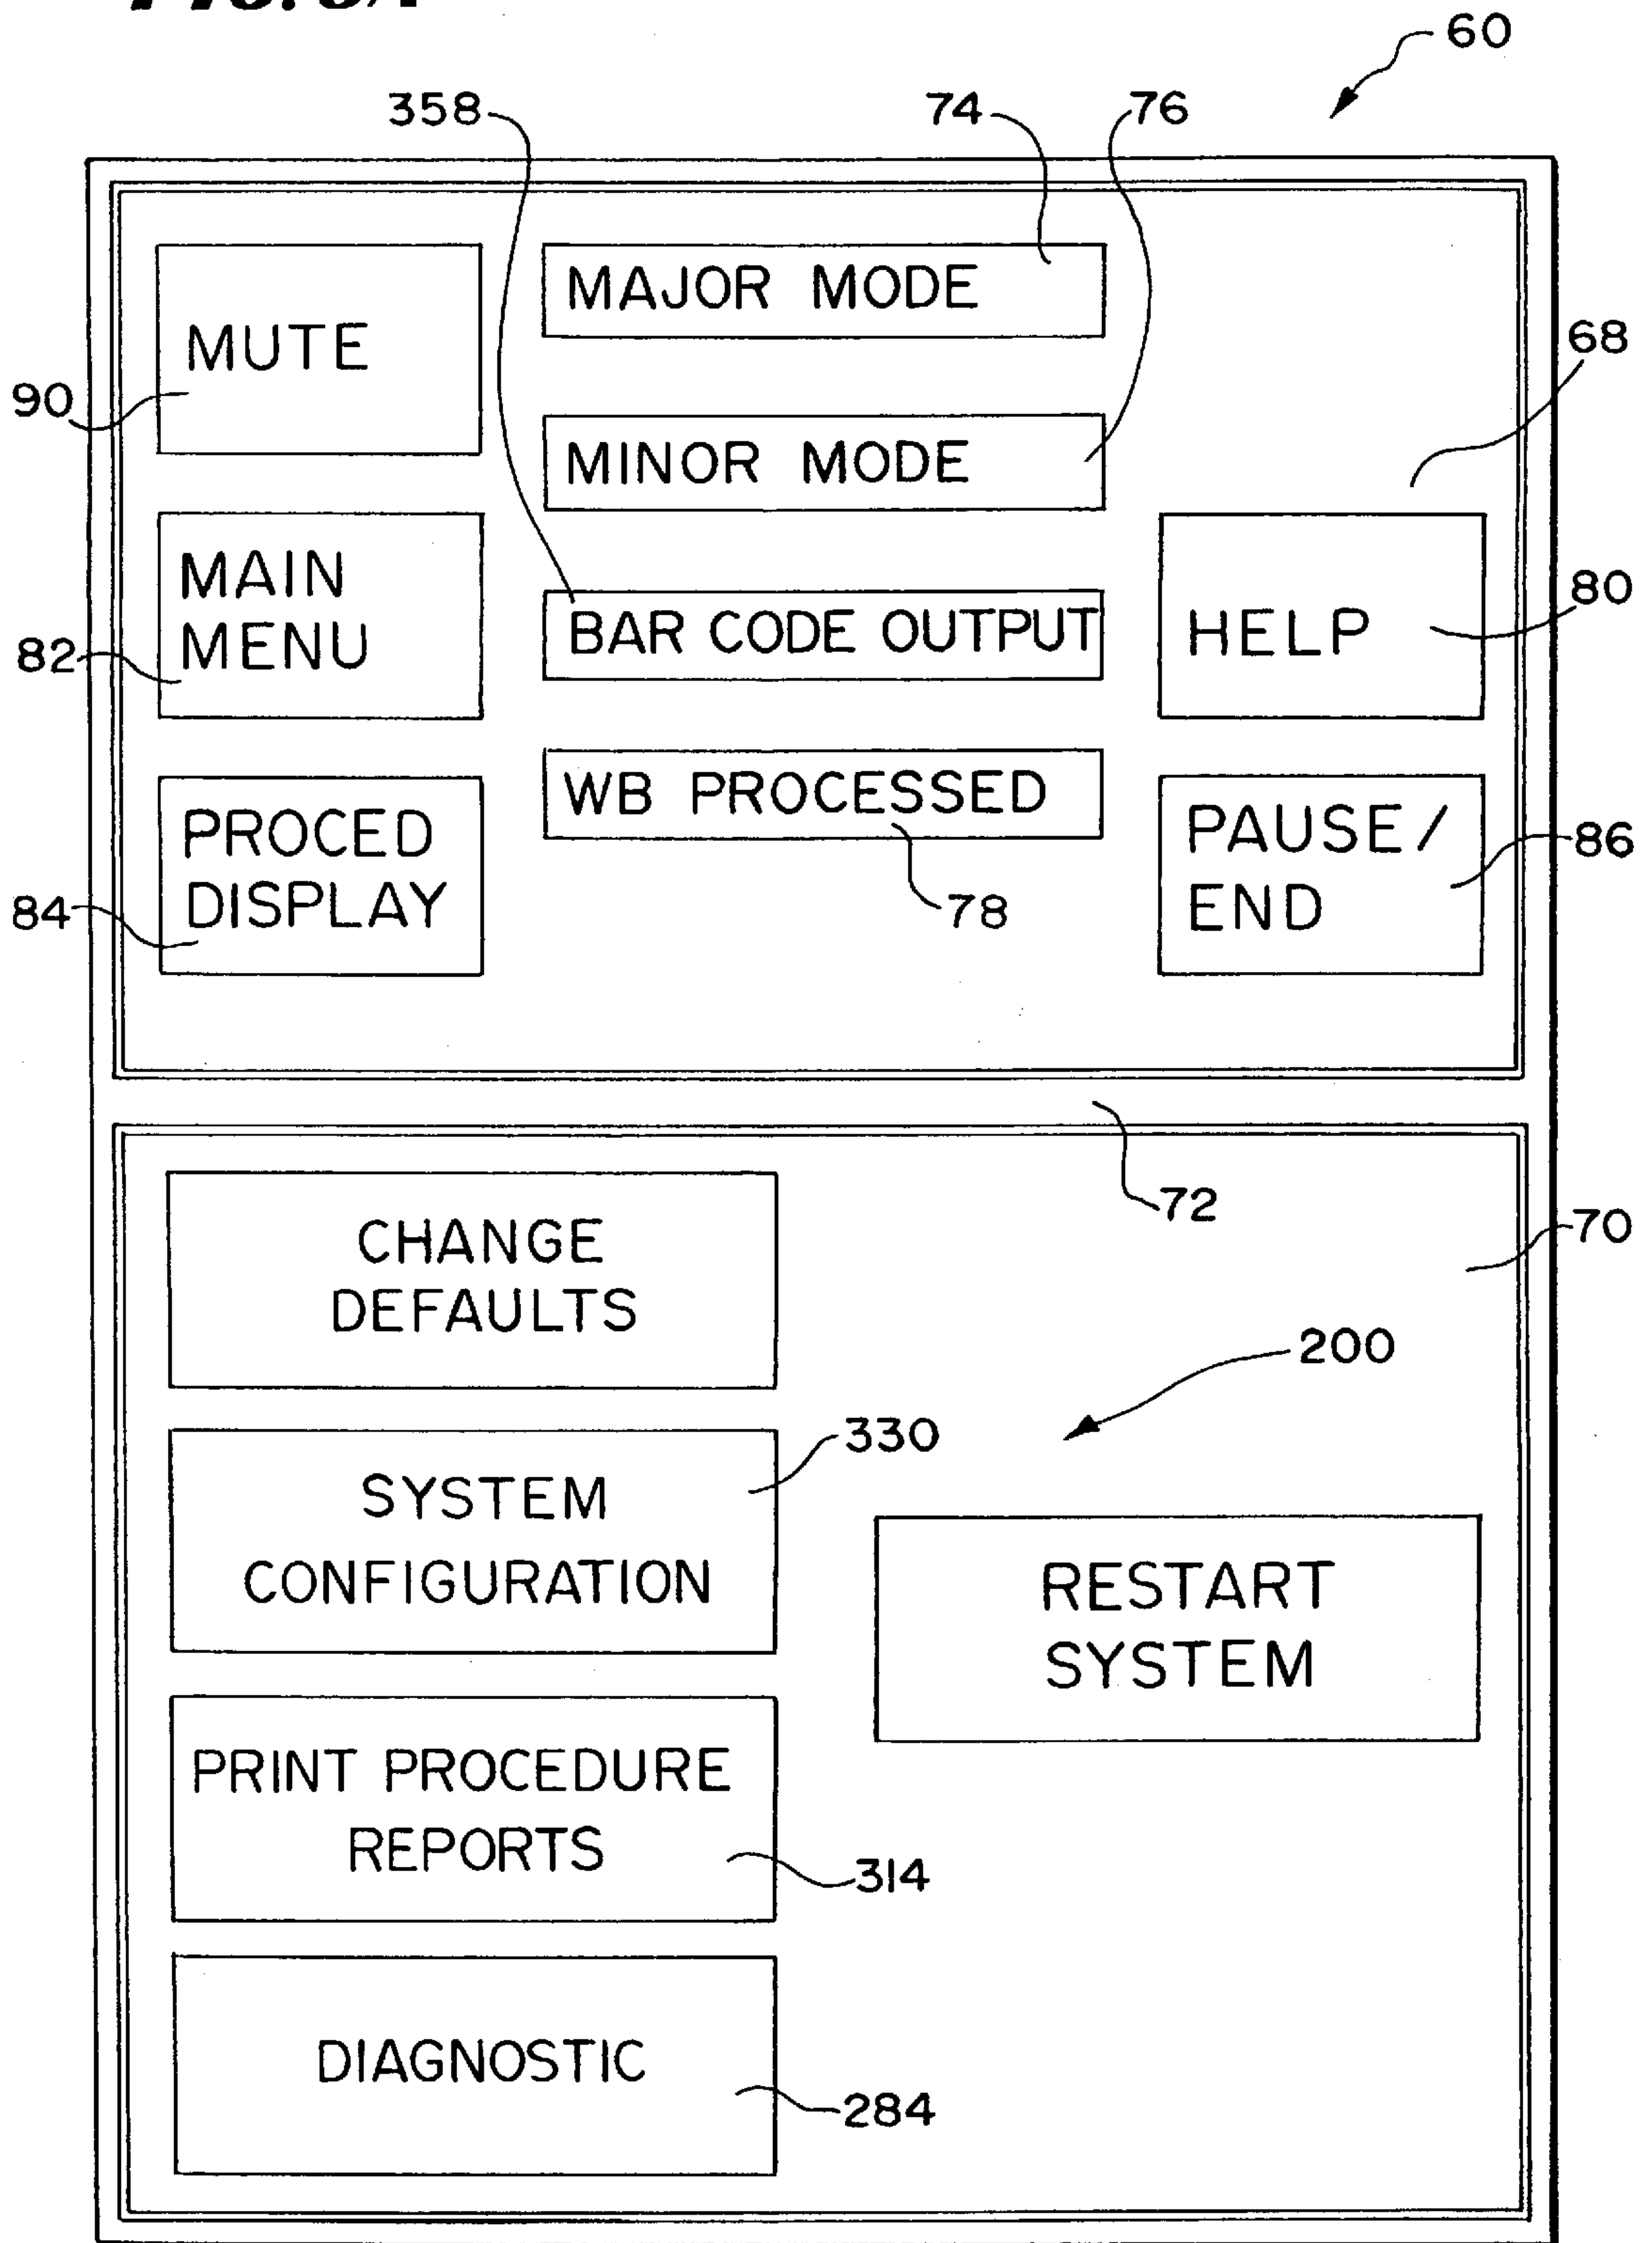 60
358
74
76
MAJOR MODE
MUTE
68
90
MINOR MODE
MAIN
MENU
80
BAR CODE OUTPUT
HELP
82
WB PROCESSED
PROCED
DISPLAY
PAUSE/
END
86
84
78
72
70
CHANGE
DEFAULTS
200
330
SYSTEM
CONFIGURATION
RESTART
SYSTEM
PRINT PROCEDURE
REPORTS
314
DIAGNOSTIC
284